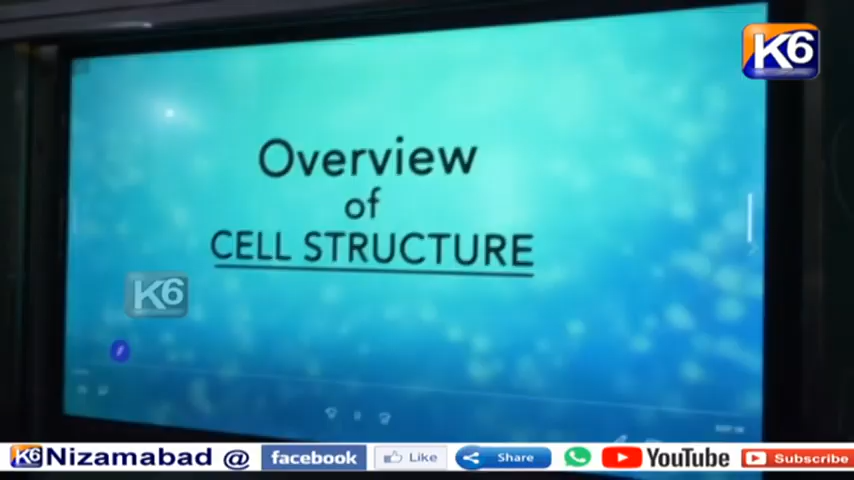 K6
Overview
of
CELL STRUCTURE
K6
K6 Nizamabad @ facebook Like Share YouTube Subscribe